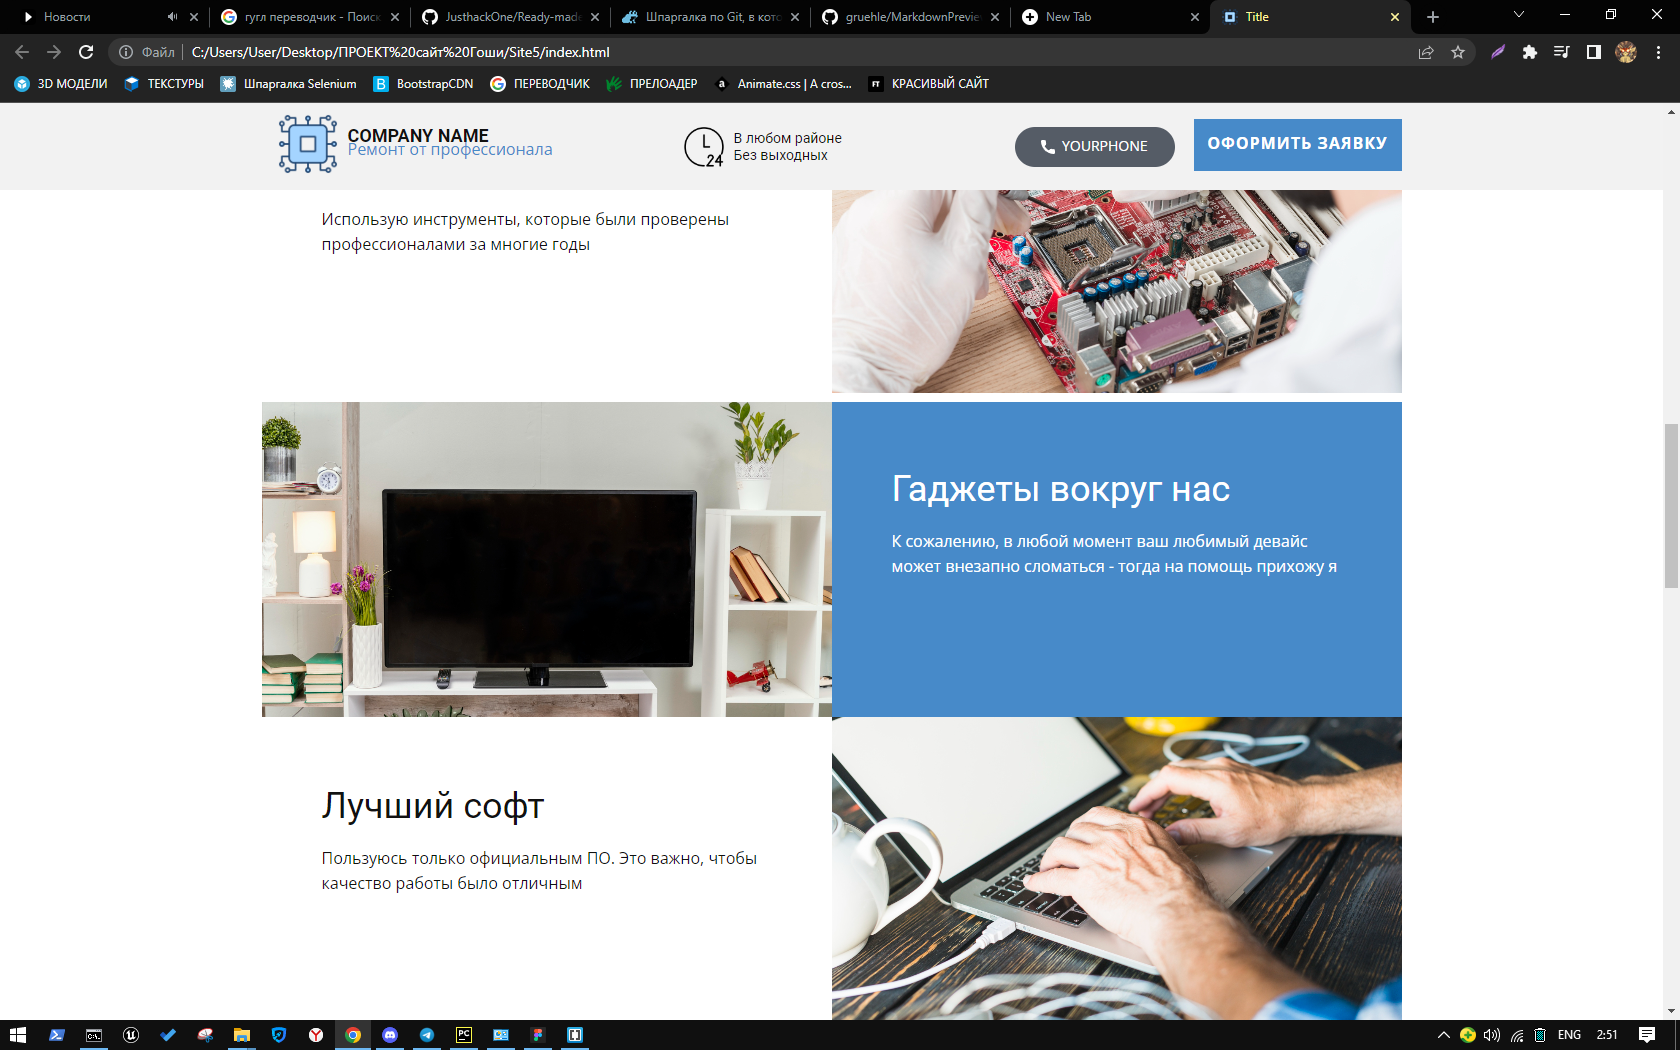 Новости
гугл переводчик - Поиск
JusthackOne/Ready-made
Шпаргалка по Git, в кото
gruehle/MarkdownPreview
New Tab
Title
Файл
C:/Users/User/Desktop/ПРОЕКТ%20сайт%20Гоши/Site5/index.html
3D МОДЕЛИ
ТЕКСТУРЫ
Шпаргалка Selenium
BootstrapCDN
ПЕРЕВОДЧИК
ПРЕЛОАДЕР
Animate.css | A cros...
КРАСИВЫЙ САЙТ
COMPANY NAME
Ремонт от профессионала
24
В любом районе
Без выходных
YOURPHONE
ОФОРМИТЬ ЗАЯВКУ
Использую инструменты, которые были проверены
профессионалами за многие годы
Гаджеты вокруг нас
К сожалению, в любой момент ваш любимый девайс
может внезапно сломаться - тогда на помощь прихожу я
Лучший софт
Пользуюсь только официальным ПО. Это важно, чтобы
качество работы было отличным
ENG
2:51